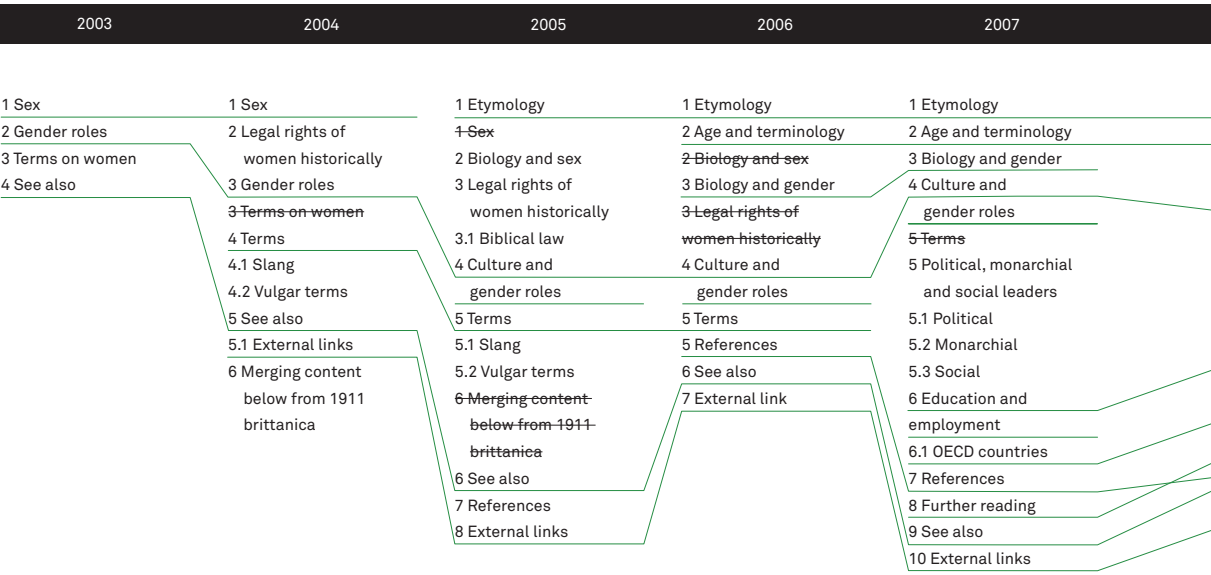 2003
2004
2005
2006
2007
1 Sex
2 Gender roles
3 Terms on women
4 See also
1 Sex
2 Legal rights of
women historically
3 Gender roles
3 Terms on women
4 Terms
4.1 Slang
4.2 Vulgar terms
5 See also
5.1 External links
6 Merging content
below from 1911
brittanica
1 Etymology
1 Sex
2 Biology and sex
3 Legal rights of
women historically
3.1 Biblical law
4 Culture and
gender roles
5 Terms
5.1 Slang
5.2 Vulgar terms
6 Merging content
below from 1911
brittanica
6 See also
7 References
8 External links
1 Etymology
2 Age and terminology
2 Biology and sex
3 Biology and gender
3 Legal rights of
women historically
4 Culture and
gender roles
5 Terms
5 References
6 See also
7 External link
1 Etymology
2 Age and terminology
3 Biology and gender
4 Culture and
gender roles
5 Terms
5 Political, monarchial
and social leaders
5.1 Political
5.2 Monarchial
5.3 Social
6 Education and
employment
6.1 OECD countries
7 References
8 Further reading
9 See also
10 External links